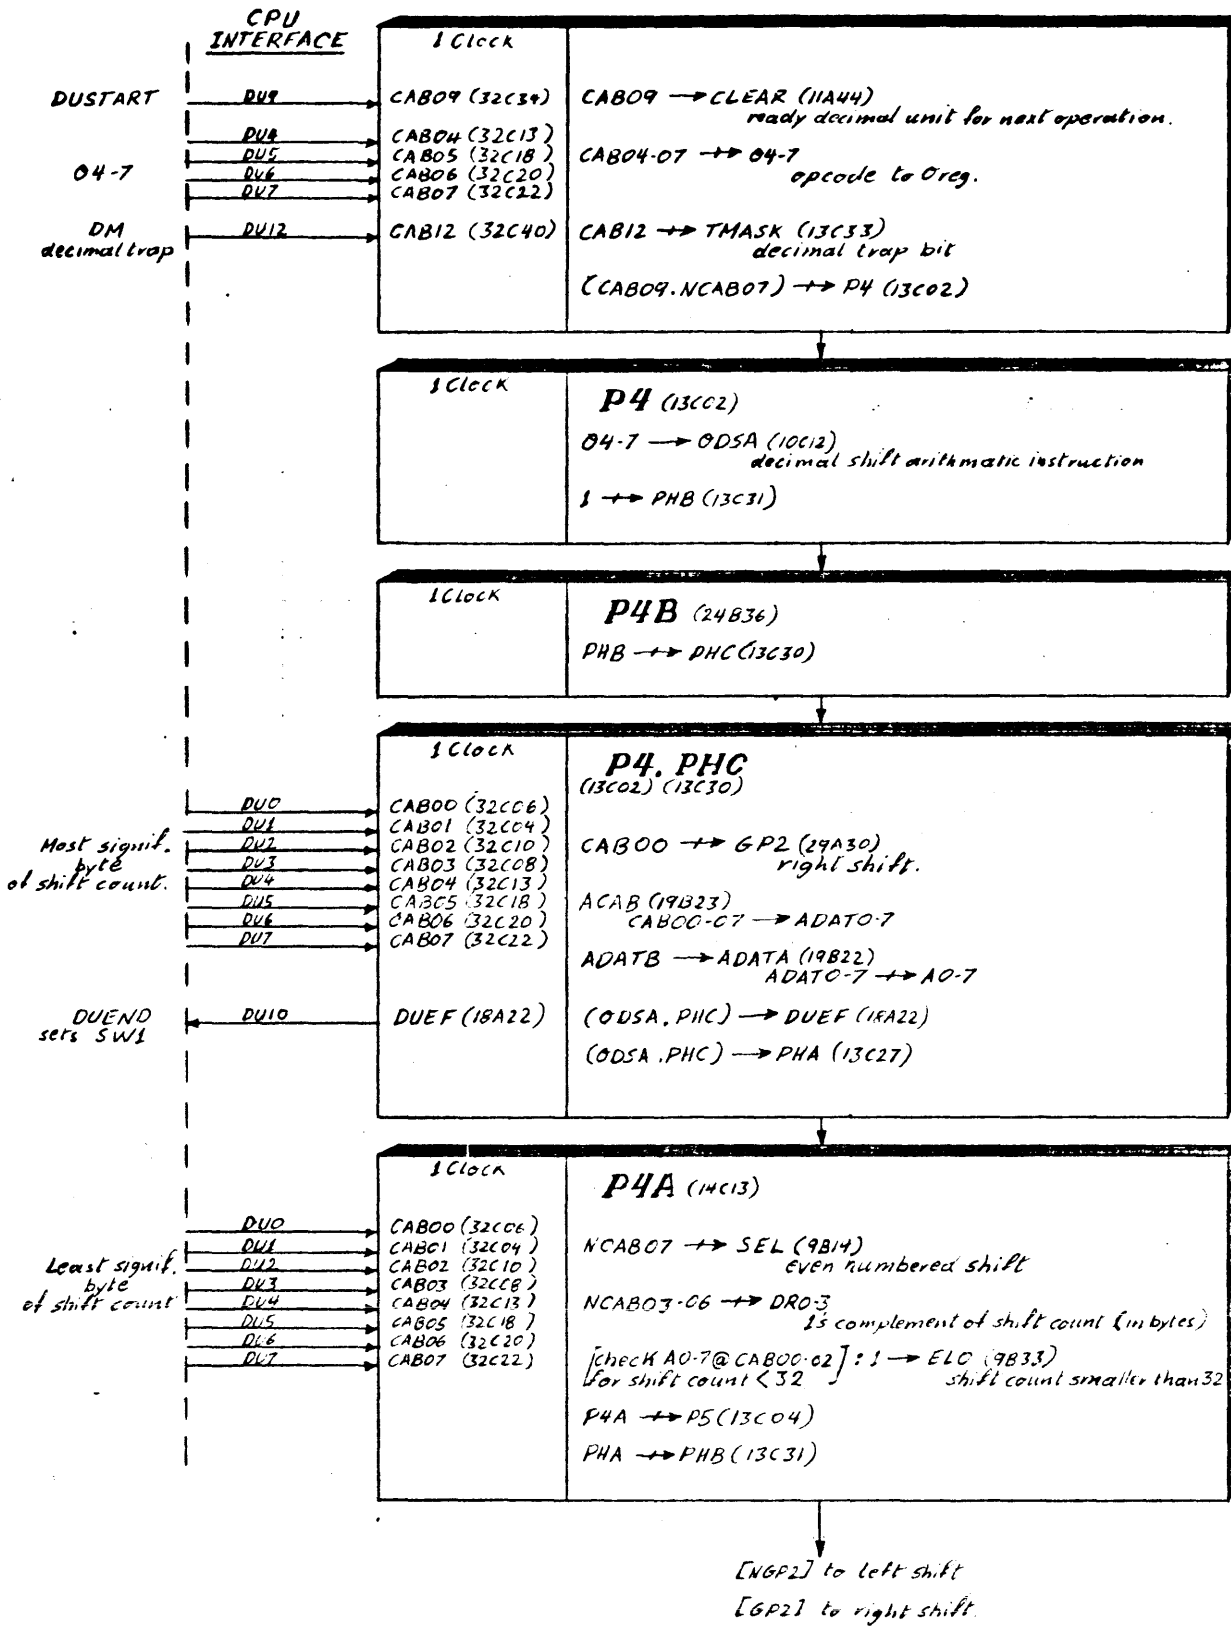 CPU
INTERFACE
1 Clock
DUSTART
DU9
CAB09 (32C34)
CAB09 → CLEAR (11A44)
ready decimal unit for next operation.
04-7
DU4
CAB04 (32C13)
DU5
CAB05 (32C18)
DU6
CAB06 (32C20)
DU7
CAB07 (32C22)
CAB04-07 ⇸ 04-7
opcode to Oreg.
DM
decimal trap
DU12
CAB12 (32C40)
CAB12 ⇸ TMASK (13C33)
decimal trap bit
(CAB09.NCAB07) ⇸ P4 (13C02)
1 Clock
P4 (13C02)
04-7 → ODSA (10C12)
decimal shift arithmatic instruction
1 ⇸ PHB (13C31)
1 Clock
P4B (24B36)
PHB ⇸ PHC (13C30)
1 Clock
P4. PHC
(13C02) (13C30)
Most signif.
byte
of shift count.
DU0
CAB00 (32C06)
DU1
CAB01 (32C04)
DU2
CAB02 (32C10)
DU3
CAB03 (32C08)
DU4
CAB04 (32C13)
DU5
CAB05 (32C18)
DU6
CAB06 (32C20)
DU7
CAB07 (32C22)
CAB00 ⇸ GP2 (29A30)
right shift.
ACAB (19B23)
CAB00-07 → ADAT0-7
ADATB → ADATA (19B22)
ADAT0-7 ⇸ A0-7
DUEND
sets SW1
DU10
DUEF (18A22)
(ODSA.PHC) → DUEF (18A22)
(ODSA.PHC) → PHA (13C27)
1 Clock
P4A (14C13)
Least signif.
byte
of shift count
DU0
CAB00 (32C06)
DU1
CAB01 (32C04)
DU2
CAB02 (32C10)
DU3
CAB03 (32C08)
DU4
CAB04 (32C13)
DU5
CAB05 (32C18)
DU6
CAB06 (32C20)
DU7
CAB07 (32C22)
NCAB07 ⇸ SEL (9B14)
even numbered shift
NCAB03-06 ⇸ DR0-3
1's complement of shift count (in bytes)
[check A0-7@CAB00-02] : 1 → ELO (9B33)
[for shift count < 32] shift count smaller than 32
P4A ⇸ P5 (13C04)
PHA ⇸ PHB (13C31)
[NGP2] to left shift
[GP2] to right shift.